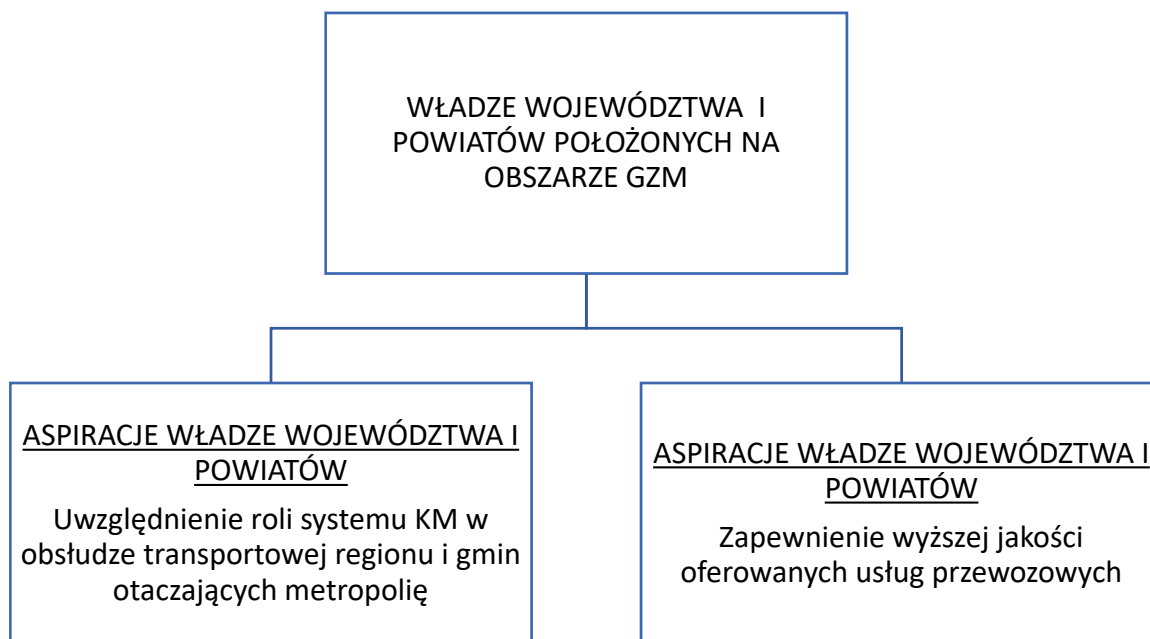 WŁADZE WOJEWÓDZTWA I
POWIATÓW POŁOŻONYCH NA
OBSZARZE GZM
ASPIRACJE WŁADZE WOJEWÓDZTWA I
POWIATÓW
Uwzględnienie roli systemu KM w
obsłudze transportowej regionu i gmin
otaczających metropolię
ASPIRACJE WŁADZE WOJEWÓDZTWA I
POWIATÓW
Zapewnienie wyższej jakości
oferowanych usług przewozowych